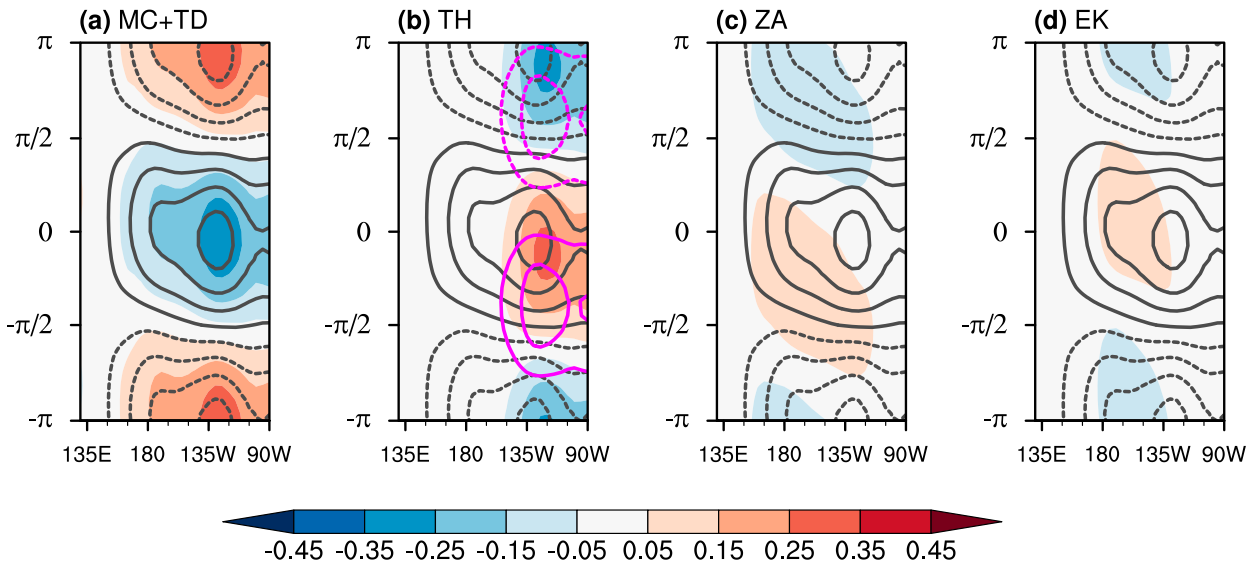 (a) MC+TD (b) TH (c) ZA (d) EK
π π π π
π/2 π/2 π/2 π/2
0 0 0 0
-π/2 -π/2 -π/2 -π/2
-π -π -π -π
135E 180 135W 90W 135E 180 135W 90W 135E 180 135W 90W 135E 180 135W 90W
-0.45 -0.35 -0.25 -0.15 -0.05 0.05 0.15 0.25 0.35 0.45